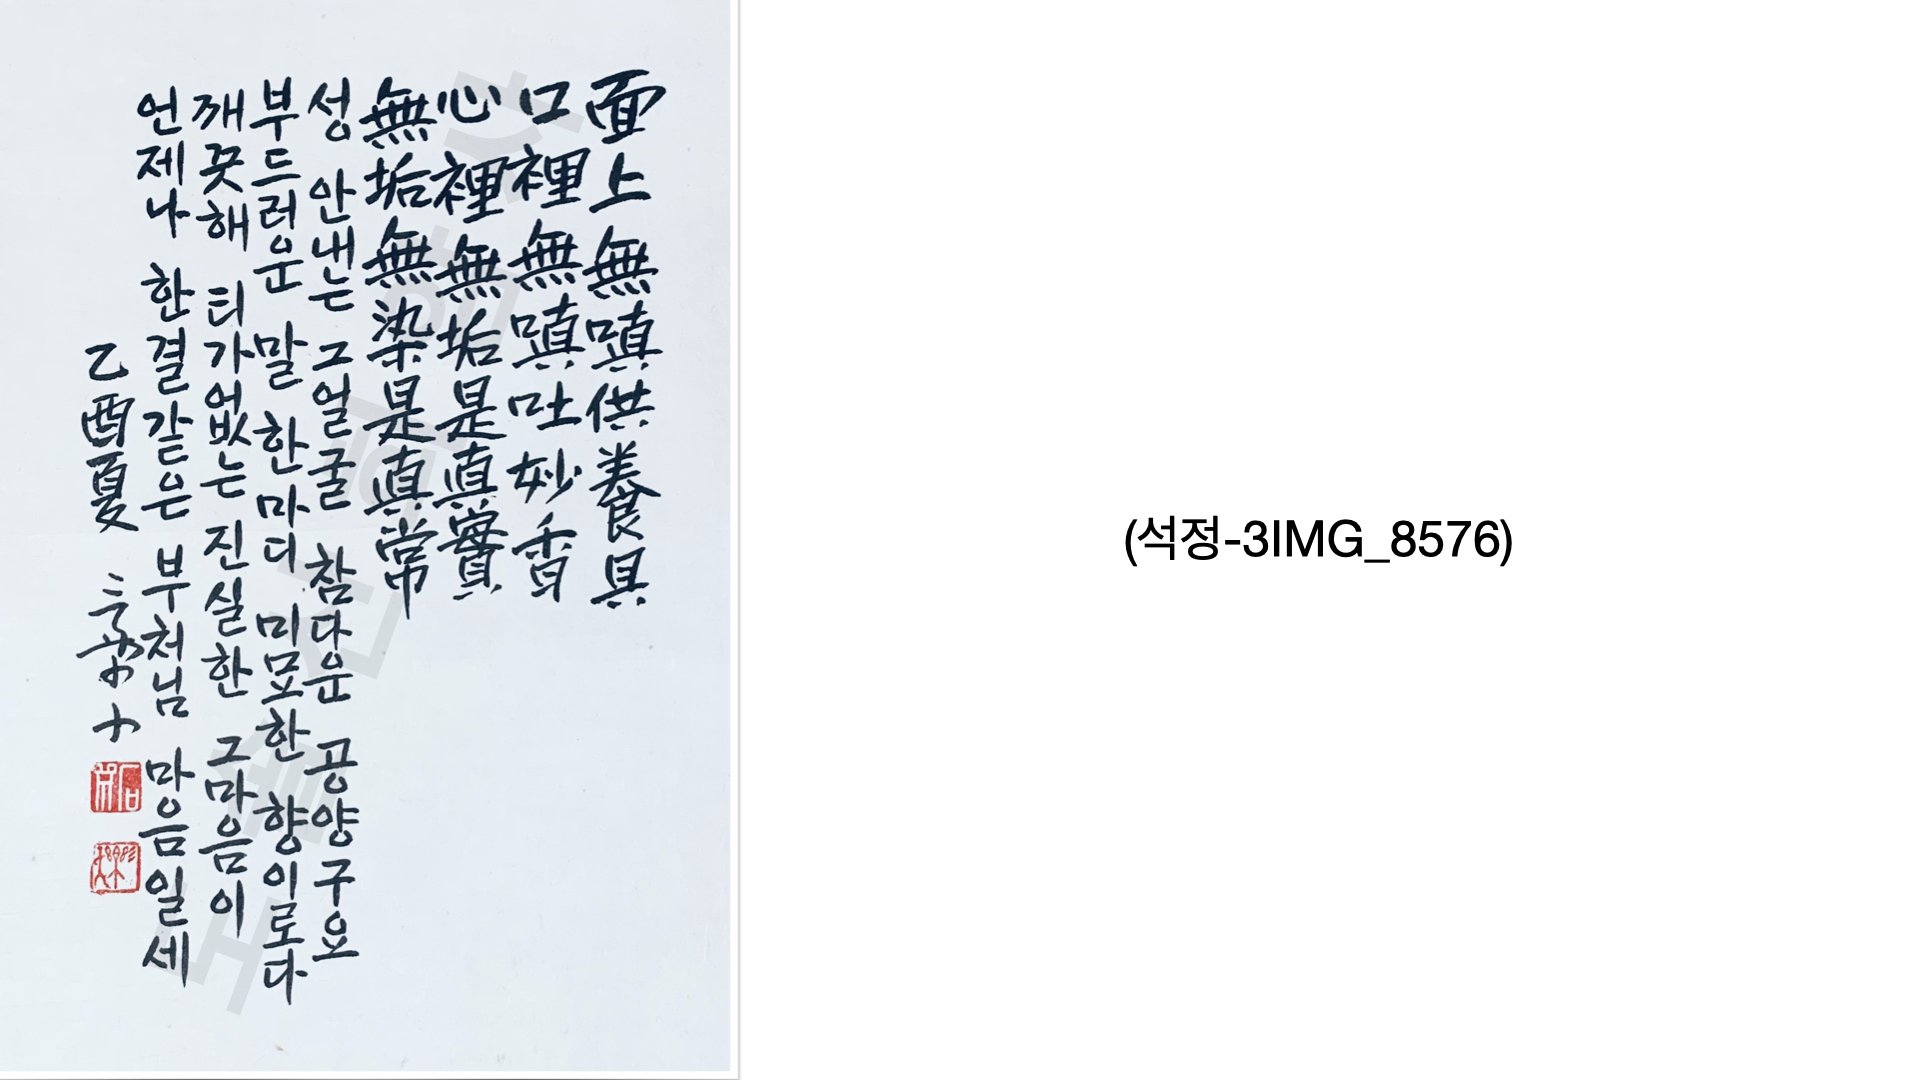 面上無嗔供養具
口裡無嗔吐妙香
心裡無垢是眞實
無垢無染是眞常
성 안내는 그얼굴 참다운 공양구요
부드러운 말 한마디 미묘한 향이로다
깨끗해 티가없는 진실한 그마음이
언제나 한결같은 부처님 마음일세
乙酉夏
(석정-3IMG_8576)